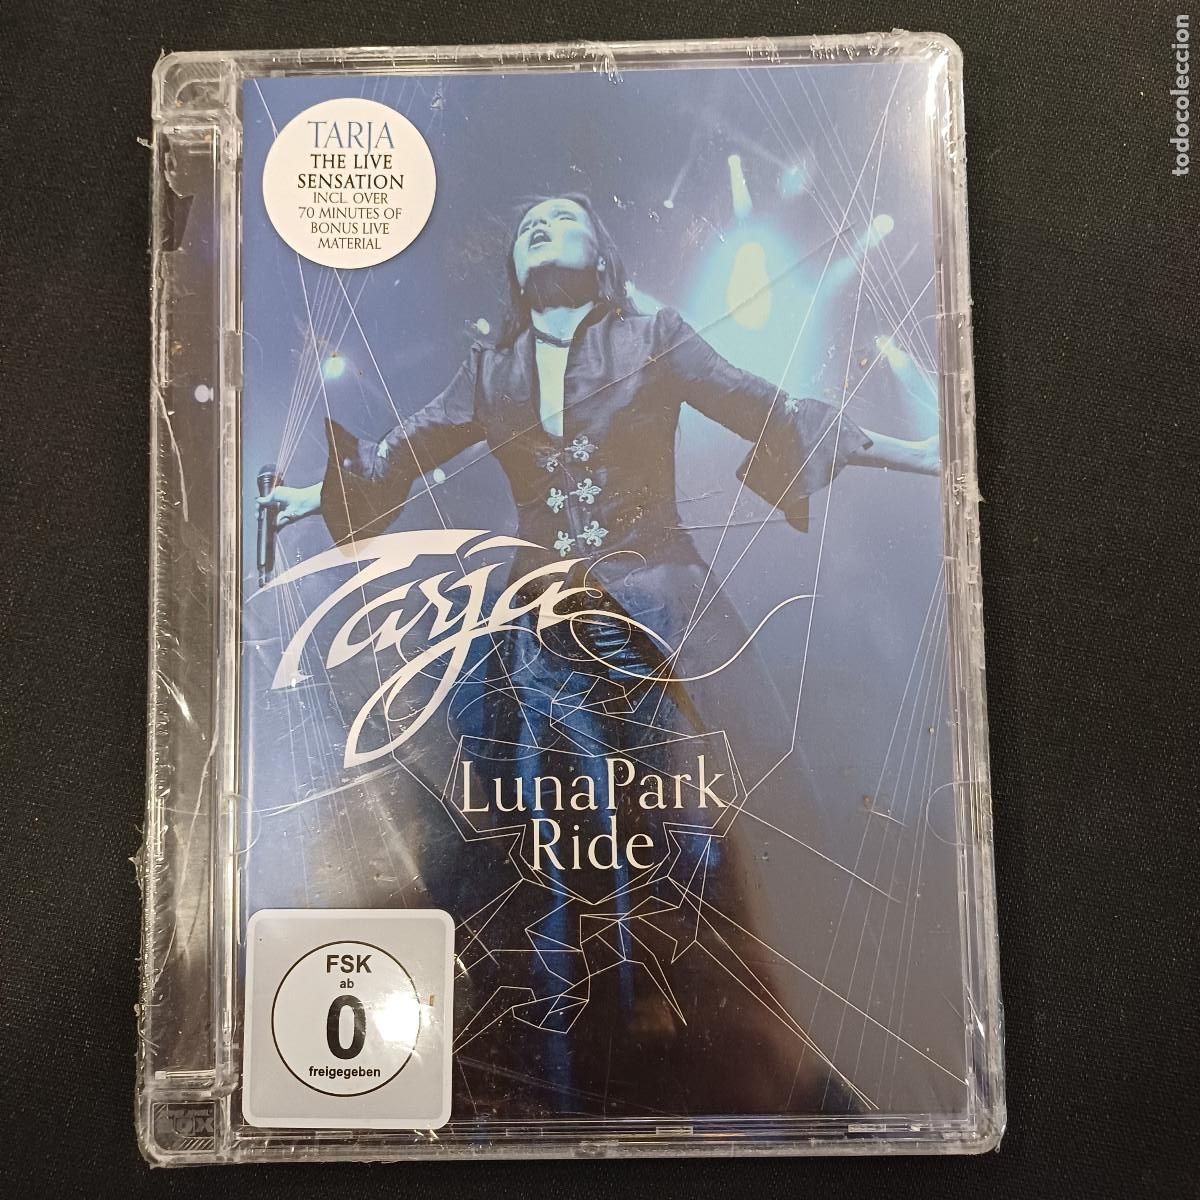 todocoleccion
TARJA
THE LIVE
SENSATION
INCL. OVER
70 MINUTES OF
BONUS LIVE
MATERIAL
Tarja
LunaPark
Ride
FSK
ab
0
freigegeben